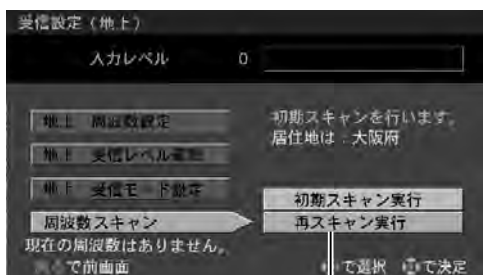 受信設定（地上）
入力レベル 0
地上 周波数設定
初期スキャンを行います。
居住地は：大阪府
地上 受信レベル
地上 受信モード設定
初期スキャン実行
周波数スキャン
再スキャン実行
現在の周波数はありません。
で前画面
で選択 で決定